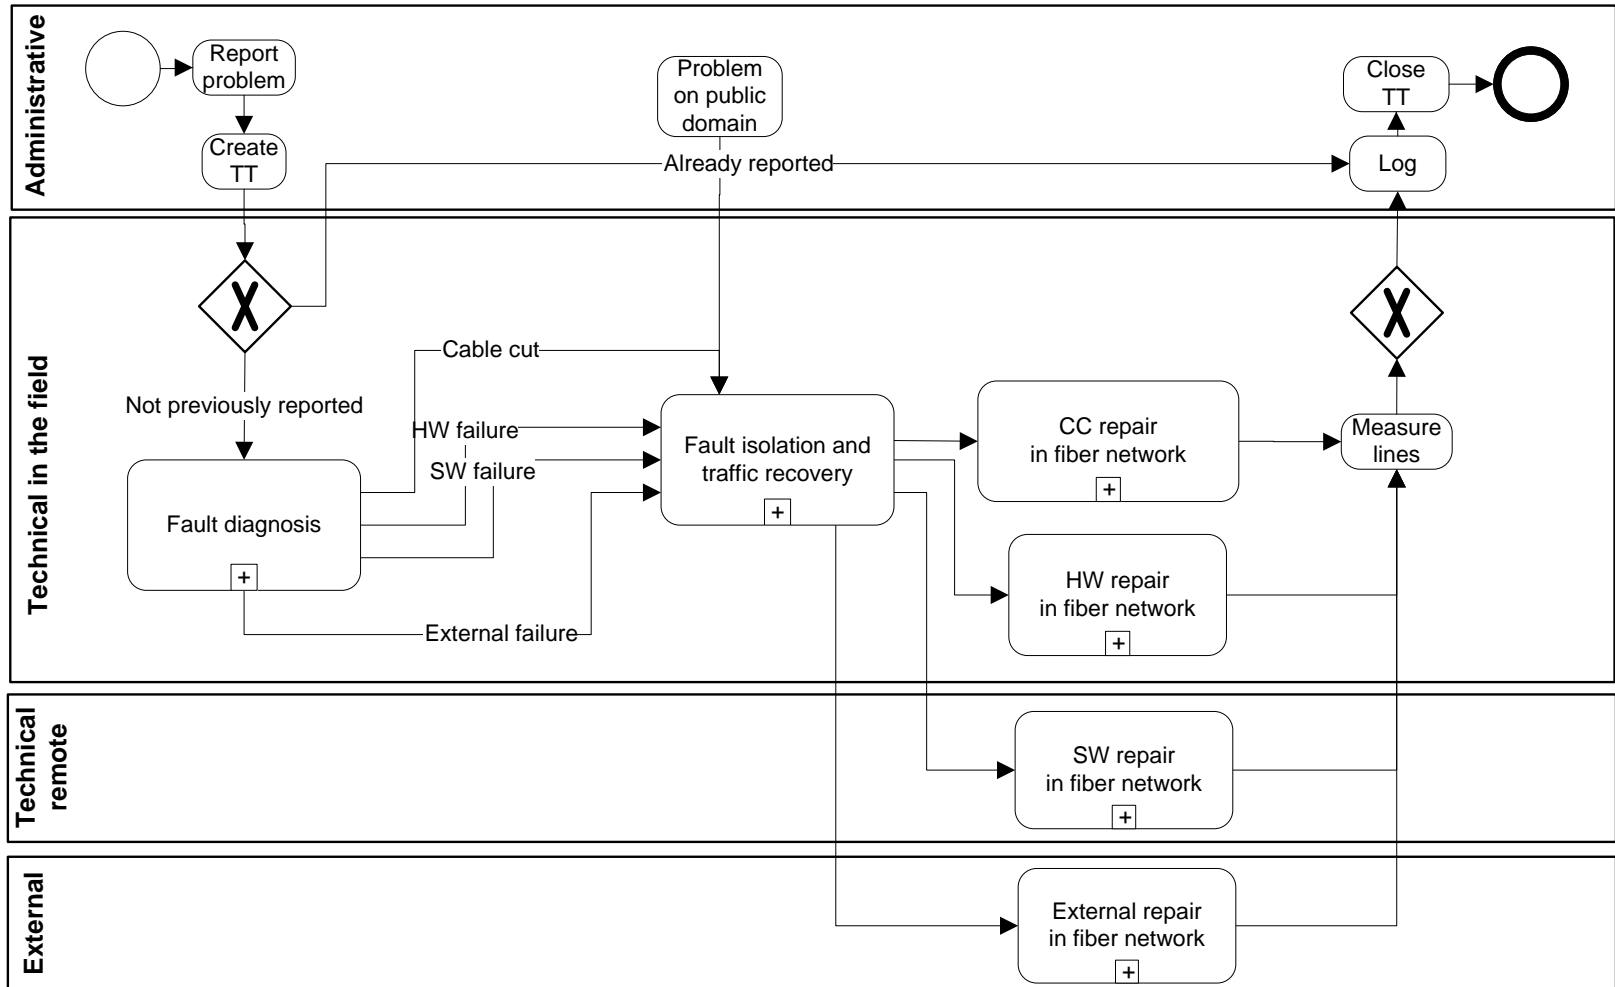 Administrative
Report
problem
Create
TT
Problem
on public
domain
Already reported
Close
TT
Log
Technical in the field
X
Not previously reported
Fault diagnosis
+
Cable cut
HW failure
SW failure
External failure
Fault isolation and
traffic recovery
+
CC repair
in fiber network
+
HW repair
in fiber network
+
Measure
lines
X
Technical
remote
SW repair
in fiber network
+
External
External repair
in fiber network
+